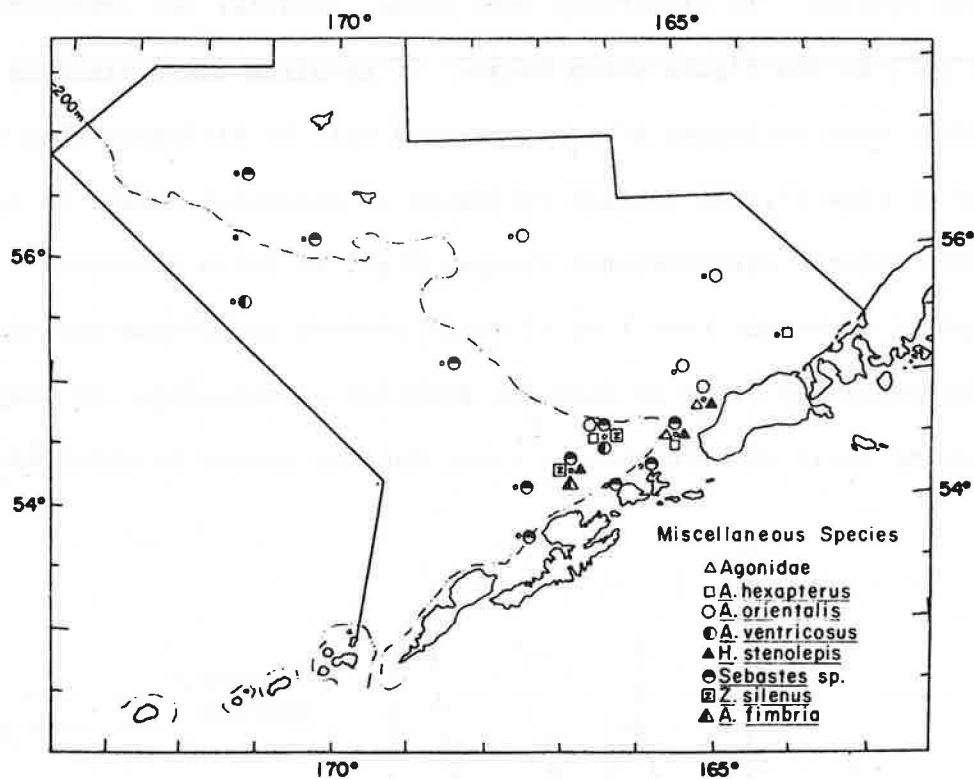 170° 165°
200m
56° 56°
54° 54°
Miscellaneous Species
Agonidae
A. hexapterus
A. orientalis
A. ventricosus
H. stenolepis
Sebastes sp.
Z. silenus
A. fimbria
170° 165°